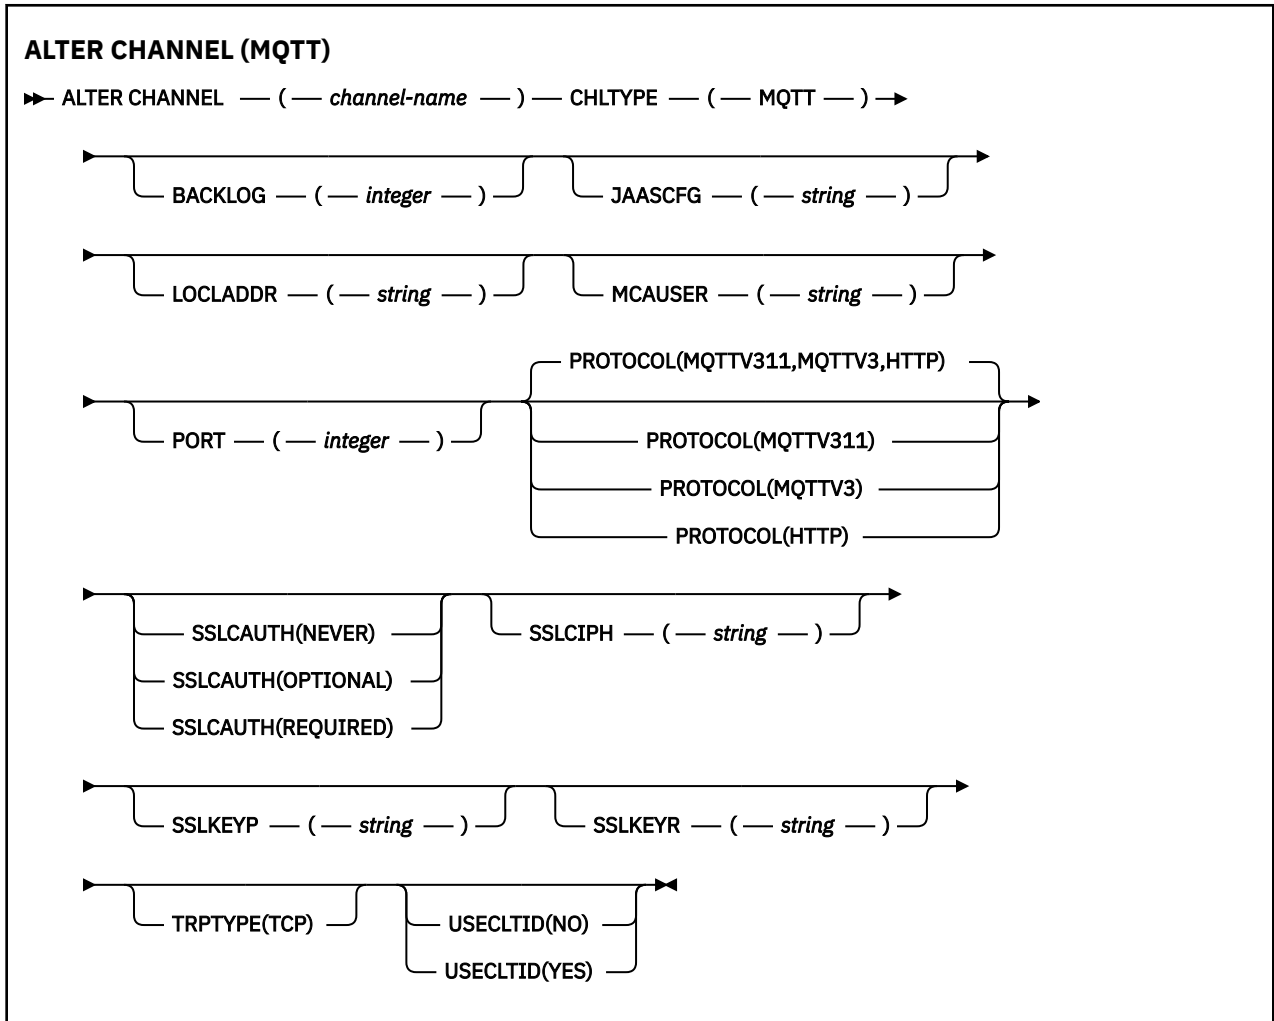 ALTER CHANNEL (MQTT)
ALTER CHANNEL ( channel-name ) CHLTYPE ( MQTT )
BACKLOG ( integer ) JAASCFG ( string )
LOCLADDR ( string ) MCAUSER ( string )
PROTOCOL(MQTTV311,MQTTV3,HTTP)
PORT ( integer ) PROTOCOL(MQTTV311)
PROTOCOL(MQTTV3)
PROTOCOL(HTTP)
SSLCAUTH(NEVER) SSLCIPH ( string )
SSLCAUTH(OPTIONAL)
SSLCAUTH(REQUIRED)
SSLKEYP ( string ) SSLKEYR ( string )
TRPTYPE(TCP) USECLTID(NO)
USECLTID(YES)